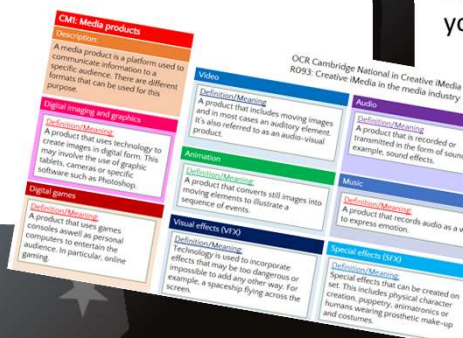 yo
CM1: Media products
Description:
A media product is a platform used to
communicate information to a
specific audience. There are different
formats that can be used for this
purpose.
Digital imaging and graphics
Definition/Meaning:
A product that uses technology to
create images in digital form. This
may involve the use of graphic
tablets, cameras or specific
software such as Photoshop.
Digital games
Definition/Meaning:
A product that uses games
consoles aswell as personal
computers to entertain the
audience. In particular, online
gaming.
OCR Cambridge National in Creative iMedia
R093: Creative iMedia in the media industry
Video
Definition/Meaning
A product that includes moving images
and in most cases an auditory element.
It's also referred to as an audio-visual
product.
Animation
Definition/Meaning:
A product that converts still images into
moving elements to illustrate a
sequence of events.
Visual effects (VFX)
Definition/Meaning:
Technology is used to incorporate
effects that may be too dangerous or
impossible to add any other way. For
example, a spaceship flying across the
screen.
Audio
Definition/Meaning
A product that is recorded or
transmitted in the form of soun
example, sound effects.
Music
Definition/Meaning:
A product that records audio as a w
to express emotion.
Special effects (SFX)
Definition/Meaning:
Special effects that can be created on
set. This includes physical character
creation, puppetry, animatronics or
humans wearing prosthetic make-up
and costumes.